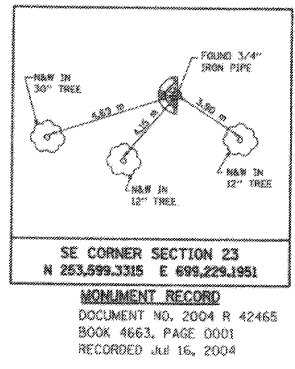 FOUND 3/4"
IRON PIPE
N&W IN
30" TREE
4.63 m
4.15 m
3.90 m
N&W IN
12" TREE
N&W IN
12" TREE
SE CORNER SECTION 23
N 253,599.3315 E 699,229.1951
MONUMENT RECORD
DOCUMENT NO. 2004 R 42465
BOOK 4663, PAGE 0001
RECORDED Jul 16, 2004